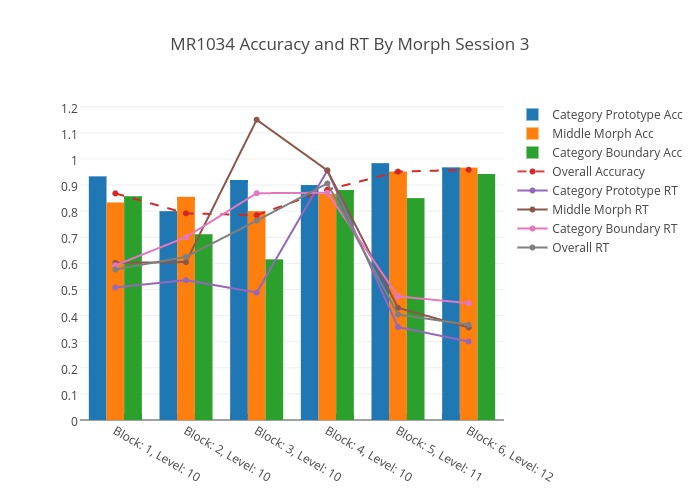 MR1034 Accuracy and RT By Morph Session 3
1.2
1.1
1
0.9
0.8
0.7
0.6
0.5
0.4
0.3
0.2
0.1
0
Block: 1, Level: 10
Block: 2, Level: 10
Block: 3, Level: 10
Block: 4, Level: 10
Block: 5, Level: 11
Block: 6, Level: 12
Category Prototype Acc
Middle Morph Acc
Category Boundary Acc
Overall Accuracy
Category Prototype RT
Middle Morph RT
Category Boundary RT
Overall RT